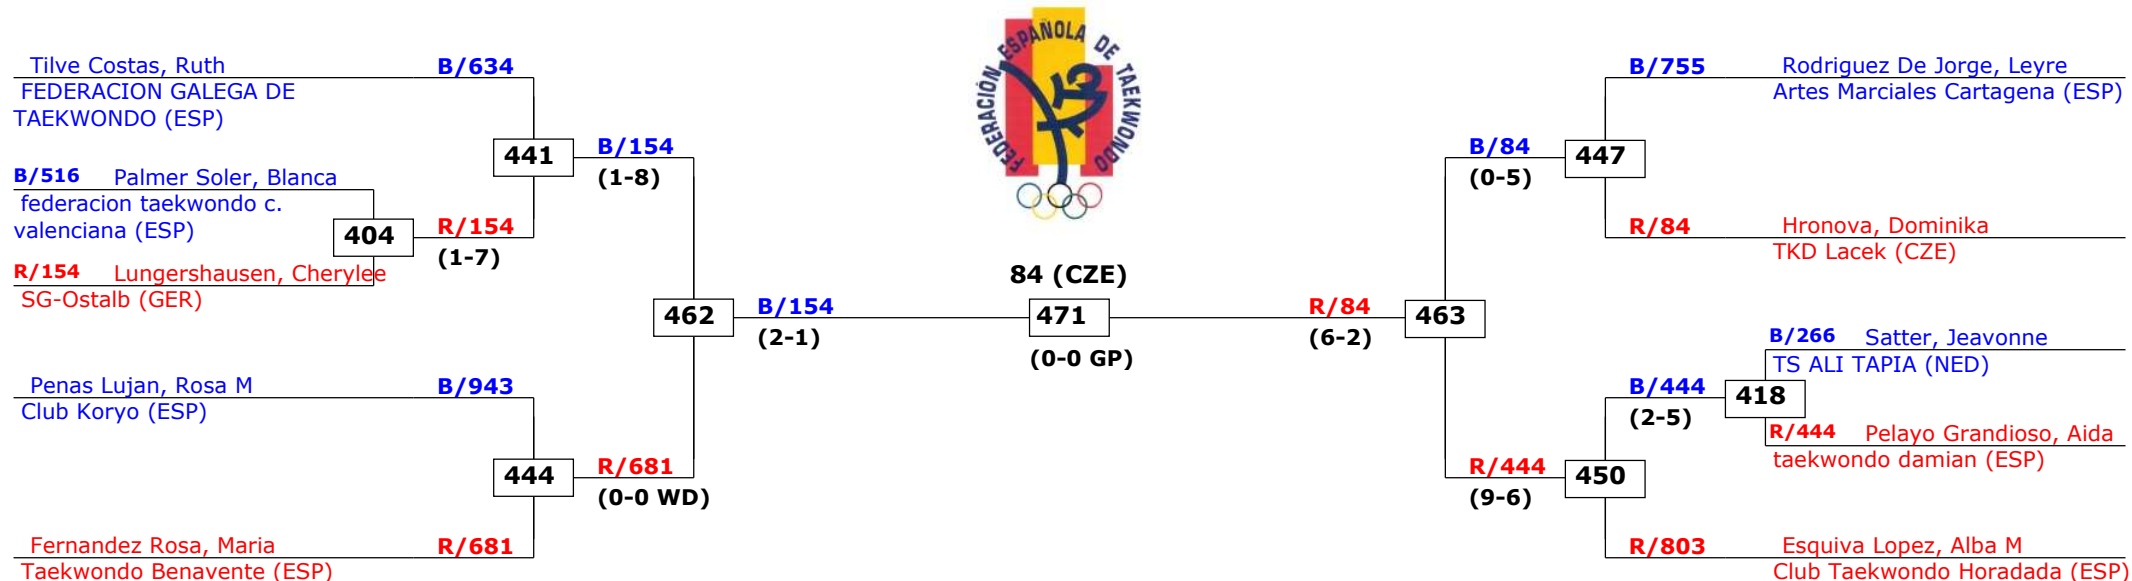 FEDERACIÓN ESPAÑOLA DE TAEKWONDO
Tilve Costas, Ruth
B/634
FEDERACION GALEGA DE
TAEKWONDO (ESP)
441
B/154
(1-8)
B/516
Palmer Soler, Blanca
federacion taekwondo c.
valenciana (ESP)
404
R/154
(1-7)
R/154
Lungershausen, Cherylee
SG-Ostalb (GER)
462
B/154
(2-1)
Penas Lujan, Rosa M
B/943
Club Koryo (ESP)
444
R/681
(0-0 WD)
Fernandez Rosa, Maria
R/681
Taekwondo Benavente (ESP)
84 (CZE)
471
(0-0 GP)
B/755
Rodriguez De Jorge, Leyre
Artes Marciales Cartagena (ESP)
B/84
(0-5)
447
R/84
Hronova, Dominika
TKD Lacek (CZE)
R/84
(6-2)
463
B/266
Satter, Jeavonne
TS ALI TAPIA (NED)
B/444
(2-5)
418
R/444
Pelayo Grandioso, Aida
taekwondo damian (ESP)
R/444
(9-6)
450
R/803
Esquiva Lopez, Alba M
Club Taekwondo Horadada (ESP)